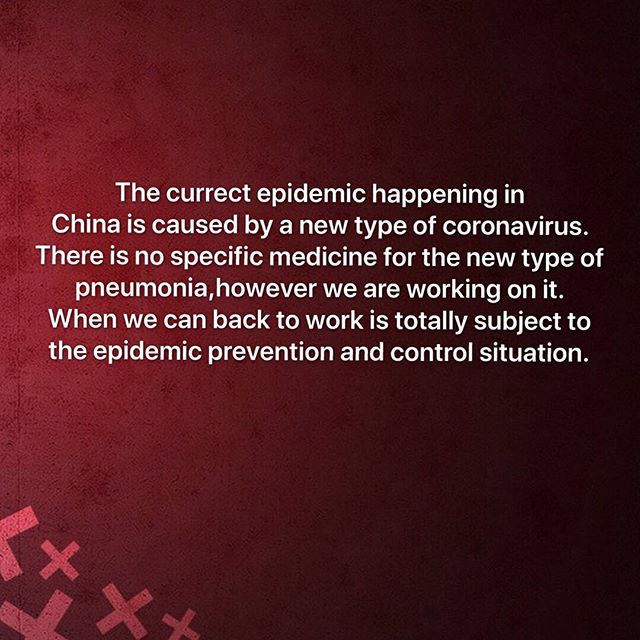 The currect epidemic happening in
China is caused by a new type of coronavirus.
There is no specific medicine for the new type of
pneumonia,however we are working on it.
When we can back to work is totally subject to
the epidemic prevention and control situation.